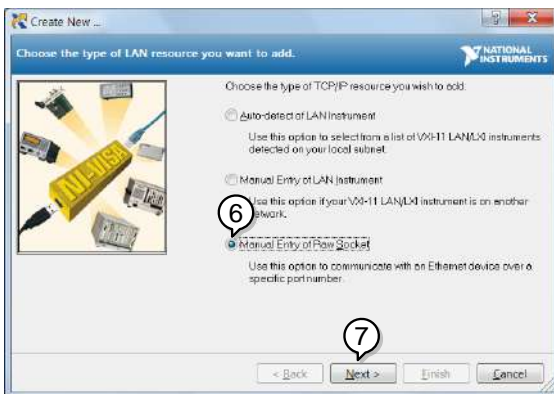 Create New ...
Choose the type of LAN resource you want to add.
NATIONAL
INSTRUMENTS
Choose the type of TCP/IP resource you wish to add.
Auto-detect of LAN Instrument
Use this option to select from a list of VXI-11 LAN/LXI instruments
detected on your local subnet.
Manual Entry of LAN Instrument
Use this option if your VXI-11 LAN/LXI instrument is on another
network.
6
Manual Entry of Raw Socket
Use this option to communicate with an Ethernet device over a
specific port number.
NI-VISA
7
< Back
Next >
Finish
Cancel